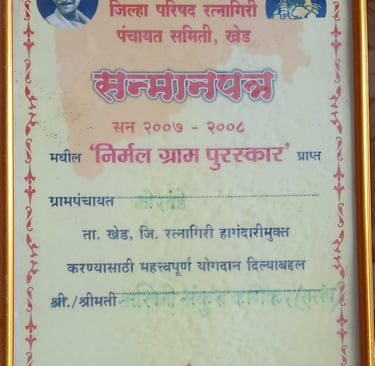 जिल्हा परिषद रत्नागिरी
पंचायत समिती, खेड
सन्मानपत्र
सन २००७ - २००८
मधील 'निर्मल ग्राम पुरस्कार' प्राप्त
ग्रामपंचायत
ता. खेड, जि. रत्नागिरी हागंदारीमुक्त
करण्यासाठी महत्त्वपूर्ण योगदान दिल्याबद्दल
श्री./श्रीमती